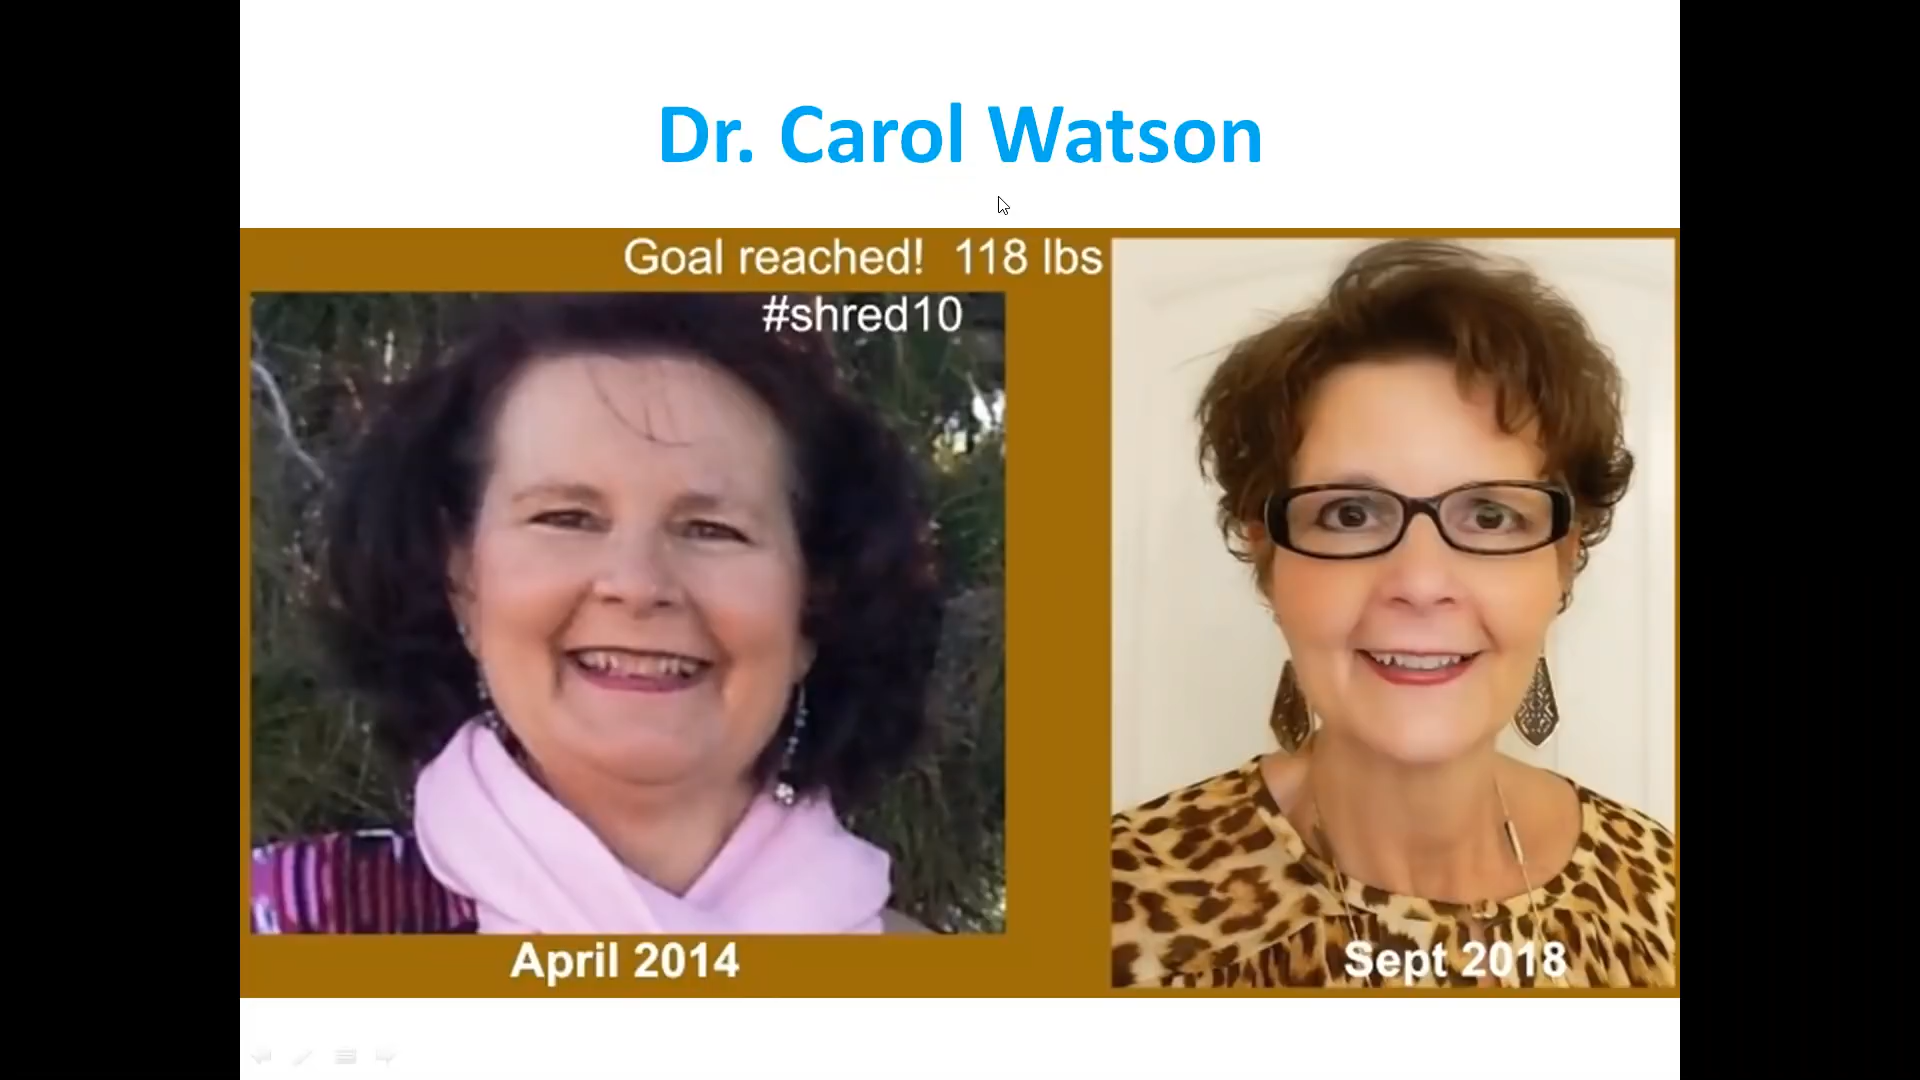 Dr. Carol Watson
Goal reached!  118 lbs
#shred10
April 2014
Sept 2018